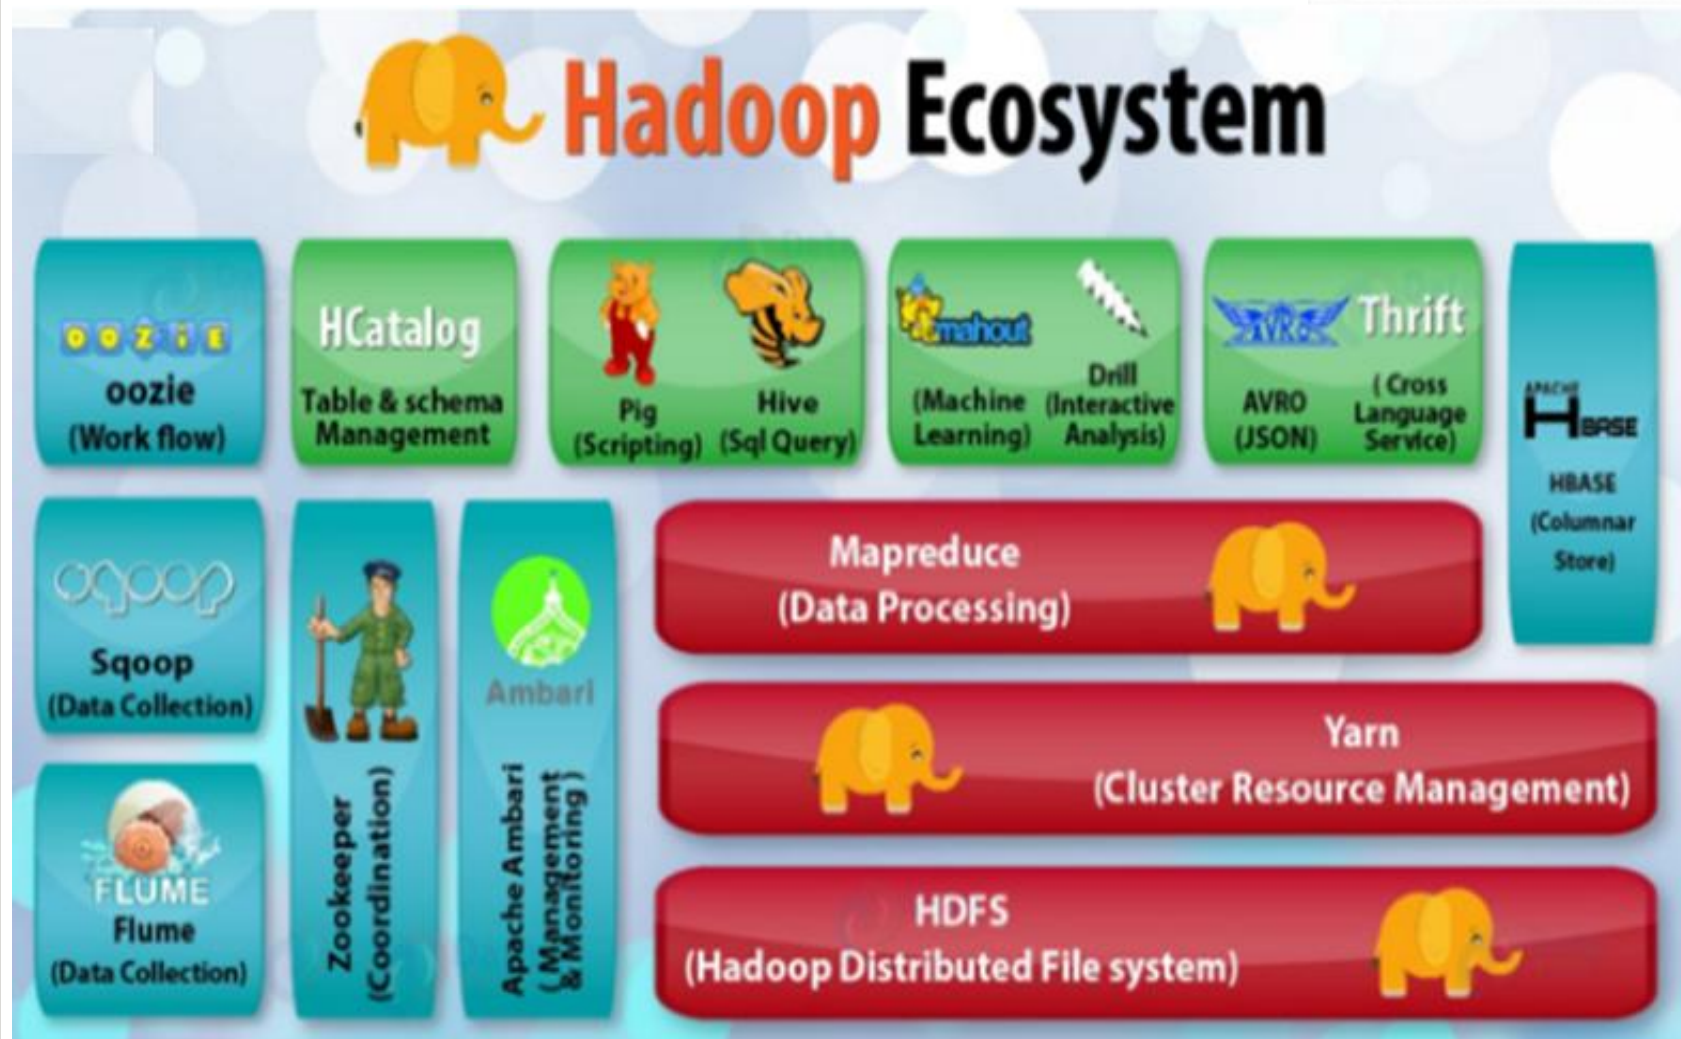 Hadoop Ecosystem
OOZiE
oozie
(Work flow)
HCatalog
Table & schema
Management
Pig
(Scripting)
Hive
(Sql Query)
mahout
(Machine
Learning)
Drill
(Interactive
Analysis)
AVRO
AVRO
(JSON)
Thrift
( Cross
Language
Service)
APACHE
HBASE
HBASE
(Columnar
Store)
sqoop
Sqoop
(Data Collection)
FLUME
Flume
(Data Collection)
Zookeeper
(Coordination)
Ambari
Apache Ambari
( Management
& Monitoring )
Mapreduce
(Data Processing)
Yarn
(Cluster Resource Management)
HDFS
(Hadoop Distributed File system)